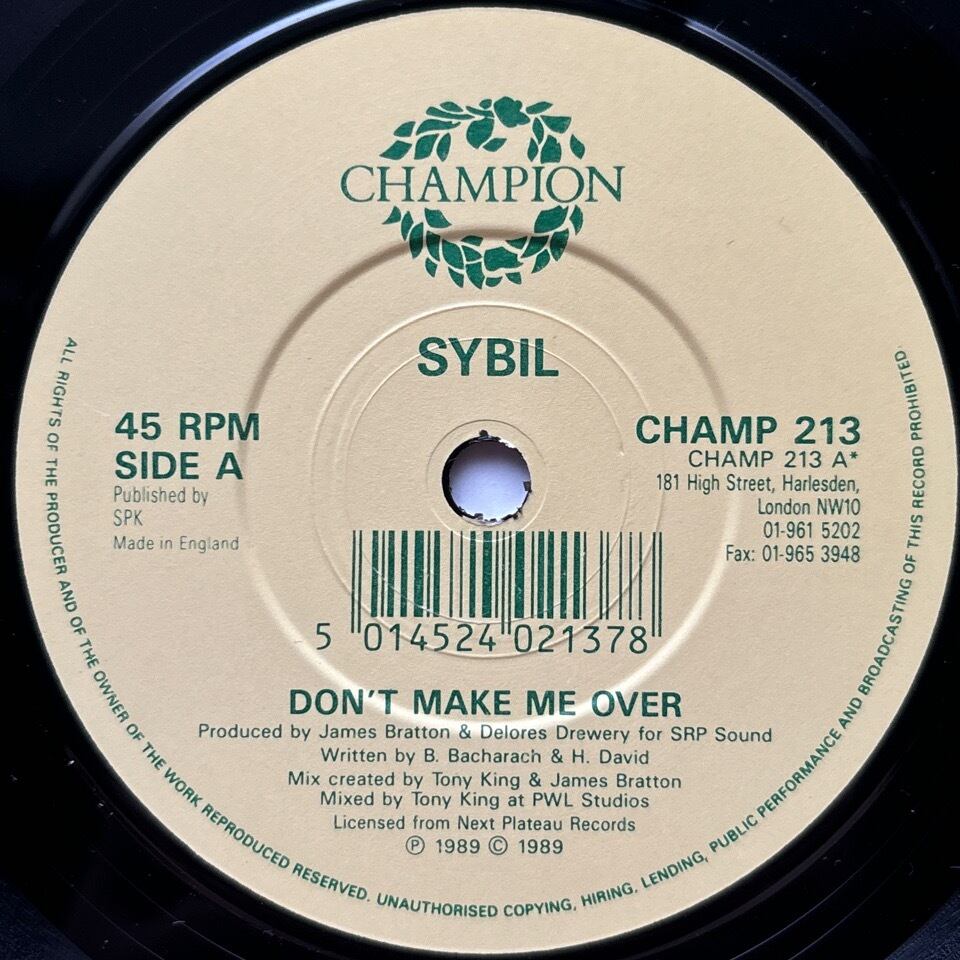 CHAMPION
SYBIL
45 RPM
SIDE A
Published by
SPK
Made in England
CHAMP 213
CHAMP 213 A*
181 High Street, Harlesden,
London NW10
01-961 5202
Fax: 01-965 3948
5 014524 021378
DON'T MAKE ME OVER
Produced by James Bratton & Delores Drewery for SRP Sound
Written by B. Bacharach & H. David
Mix created by Tony King & James Bratton
Mixed by Tony King at PWL Studios
Licensed from Next Plateau Records
Ⓟ 1989 © 1989
ALL RIGHTS OF THE PRODUCER AND OF THE OWNER OF THE WORK REPRODUCED RESERVED. UNAUTHORISED COPYING, HIRING, LENDING, PUBLIC PERFORMANCE AND BROADCASTING OF THIS RECORD PROHIBITED.